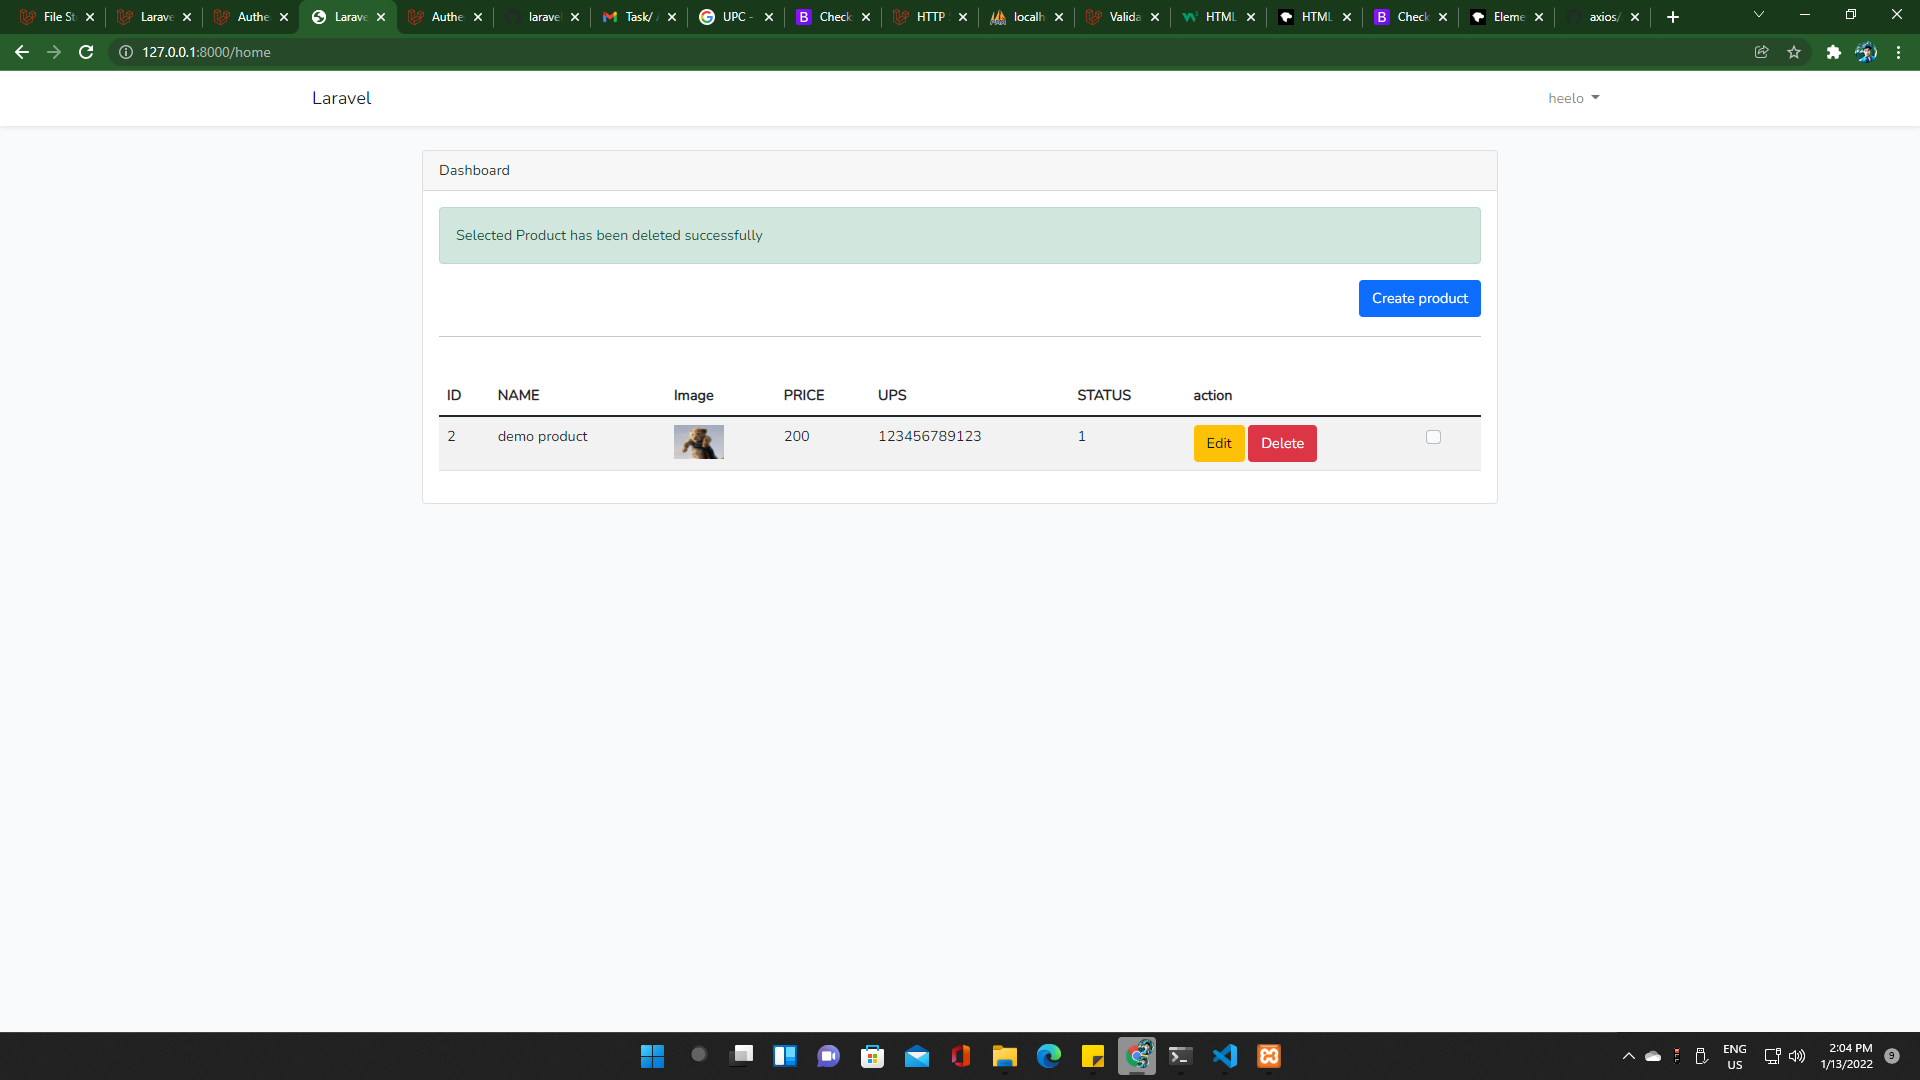 File St
Larave
Authe
Larave
Authe
larave
Task/
UPC -
Check
HTTP
localh
Valida
HTML
HTML
Check
Eleme
axios/
127.0.0.1:8000/home
Laravel
heelo
Dashboard
Selected Product has been deleted successfully
Create product
ID NAME Image PRICE UPS STATUS action
2 demo product 200 123456789123 1 Edit Delete
ENG
US
2:04 PM
1/13/2022
9